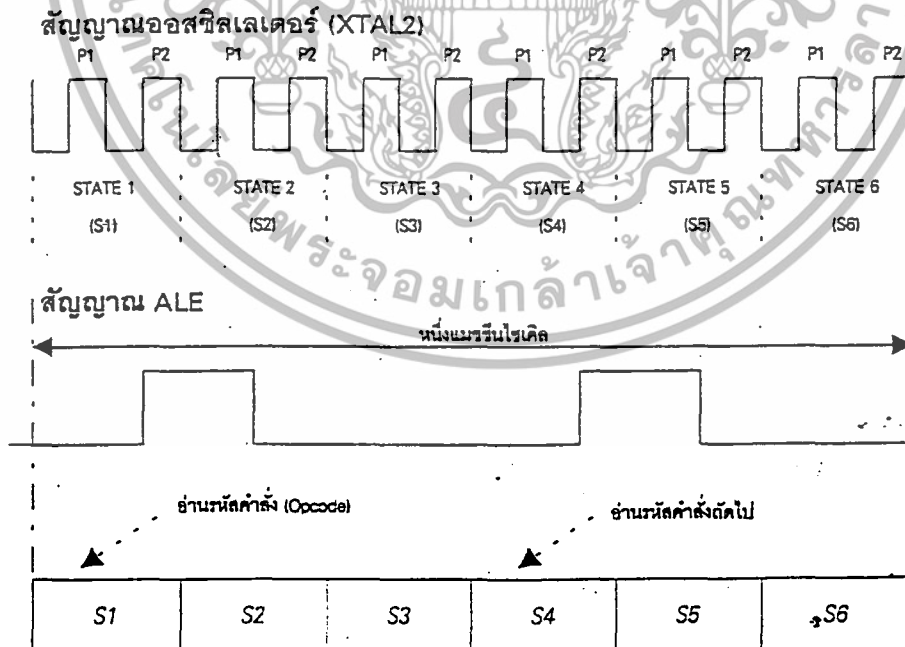 สัญญาณออสซิลเลเตอร์ (XTAL2)
P1 P2 P1 P2 P1 P2 P1 P2 P1 P2 P1 P2
STATE 1 STATE 2 STATE 3 STATE 4 STATE 5 STATE 6
(S1) (S2) (S3) (S4) (S5) (S6)
สัญญาณ ALE
หนึ่งแมชชีนไซเคิล
อ่านรหัสคำสั่ง (Opcode) อ่านรหัสคำสั่งถัดไป
S1 S2 S3 S4 S5 S6